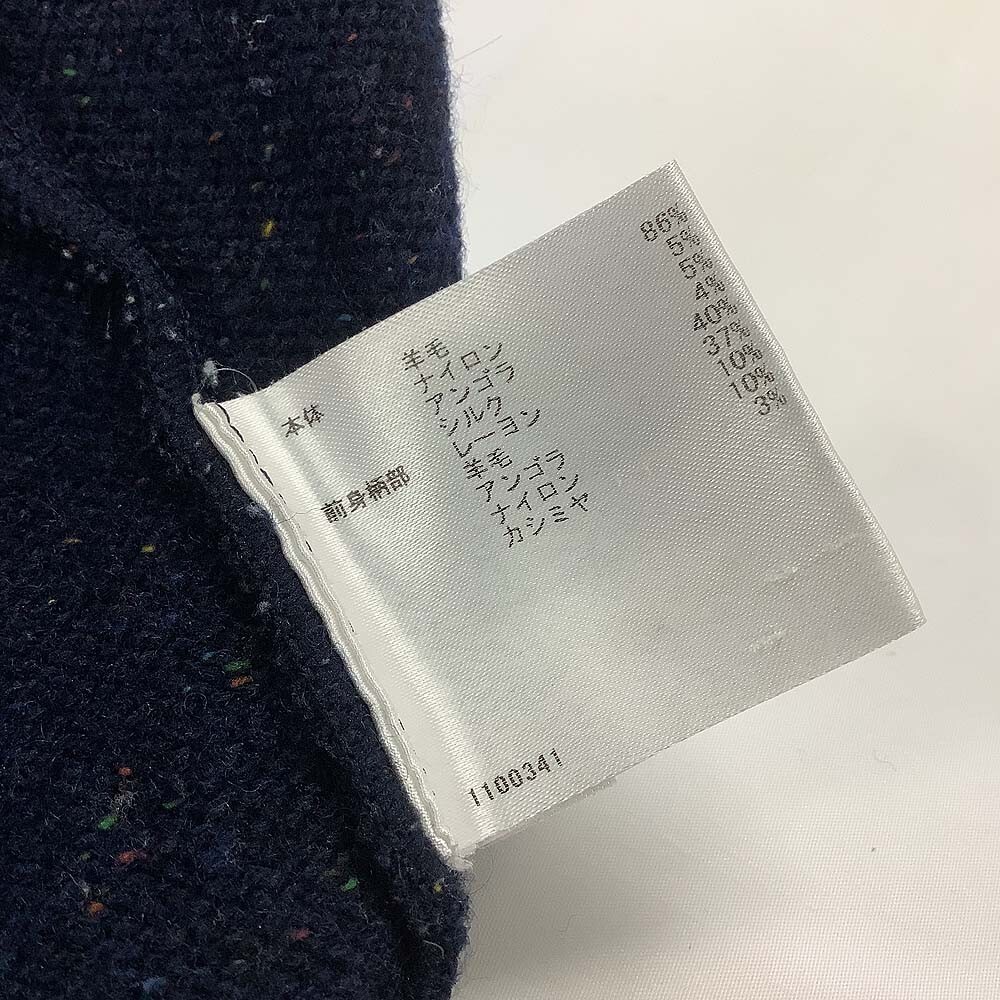 本体 羊毛 86%
ナイロン 5%
アンゴラ 5%
シルク 4%
前身柄部 レーヨン 40%
羊毛 37%
アンゴラ 10%
ナイロン 10%
カシミヤ 3%
1100341